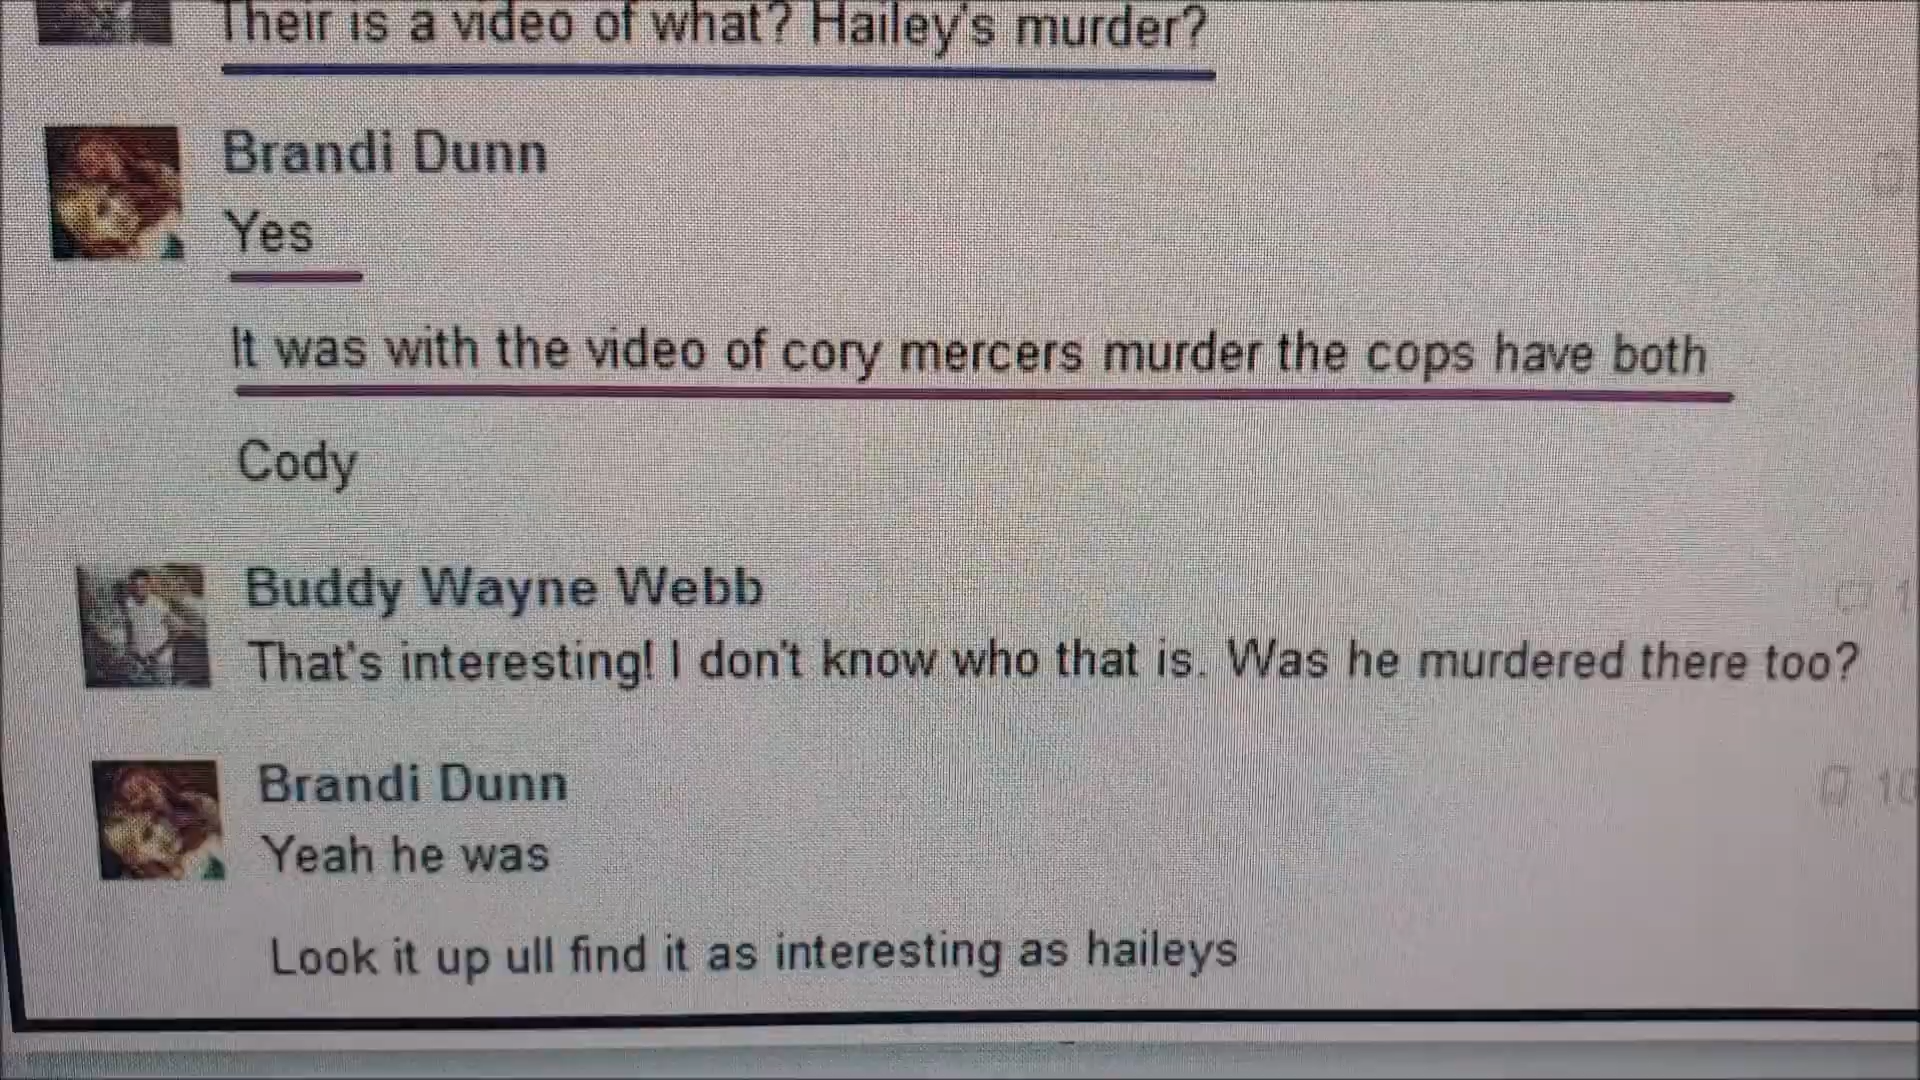 Their is a video of what? Hailey's murder?
Brandi Dunn
Yes
It was with the video of cory mercers murder the cops have both
Cody
Buddy Wayne Webb
1
That's interesting! I don't know who that is. Was he murdered there too?
Brandi Dunn
10
Yeah he was
Look it up ull find it as interesting as haileys